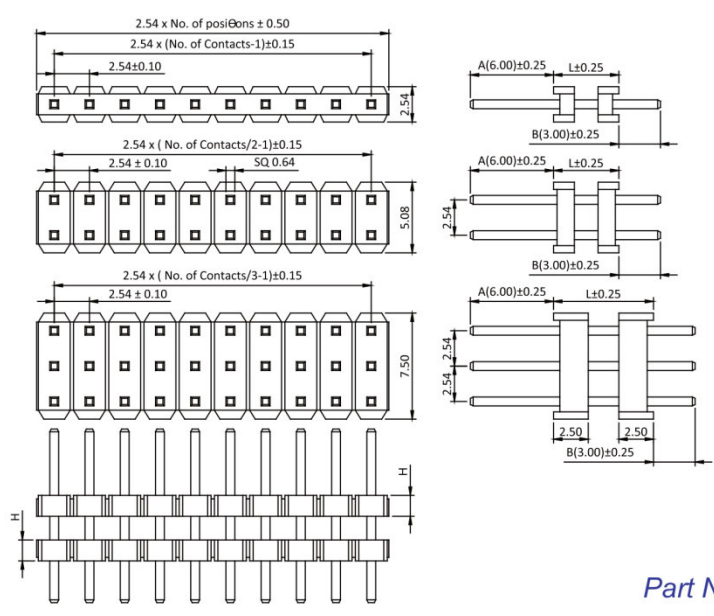 2.54 x No. of posiƟons ± 0.50
2.54 x (No. of Contacts-1)±0.15
2.54±0.10
2.54
A(6.00)±0.25
L±0.25
B(3.00)±0.25
2.54 x ( No. of Contacts/2-1)±0.15
2.54 ± 0.10
SQ 0.64
5.08
A(6.00)±0.25
L±0.25
2.54
B(3.00)±0.25
2.54 x ( No. of Contacts/3-1)±0.15
2.54 ± 0.10
7.50
A(6.00)±0.25
L±0.25
2.54
2.54
2.50
2.50
B(3.00)±0.25
H
H
Part N